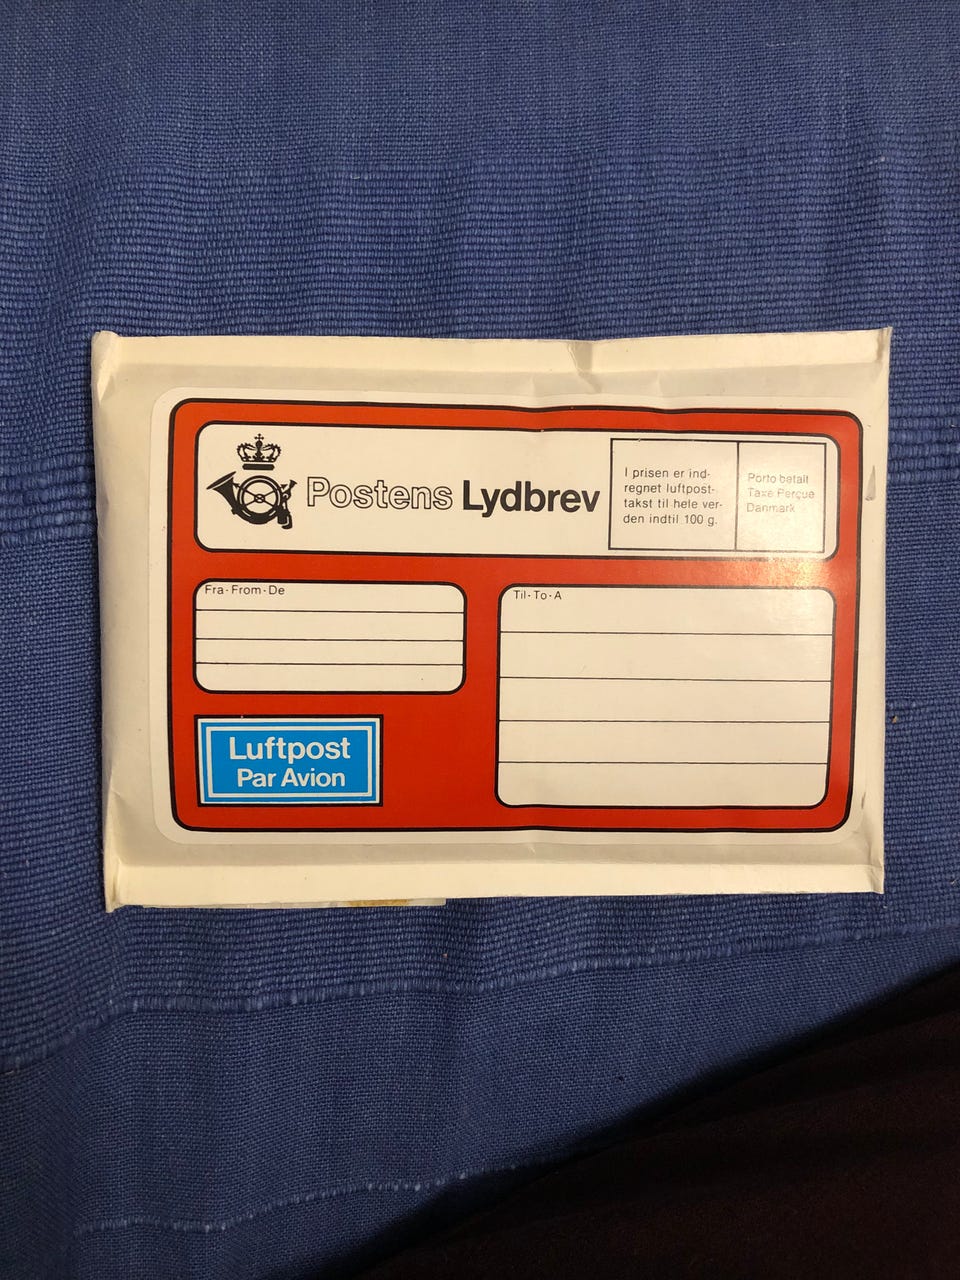 Postens Lydbrev
I prisen er ind-
regnet luftpost-
takst til hele ver-
den indtil 100 g.
Porto betalt
Taxe Perçue
Danmark
Fra-From-De
Til-To-A
Luftpost
Par Avion